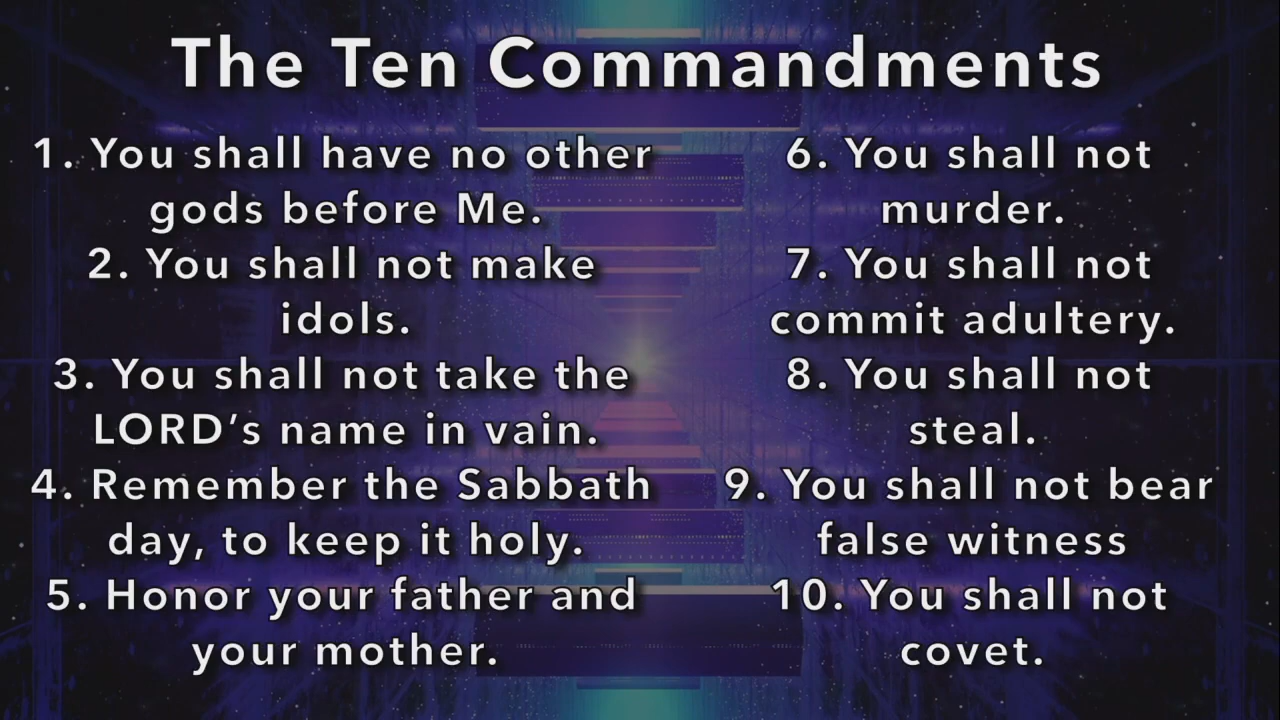 The Ten Commandments
1. You shall have no other
gods before Me.
2. You shall not make
idols.
3. You shall not take the
LORD’s name in vain.
4. Remember the Sabbath
day, to keep it holy.
5. Honor your father and
your mother.
6. You shall not
murder.
7. You shall not
commit adultery.
8. You shall not
steal.
9. You shall not bear
false witness
10. You shall not
covet.